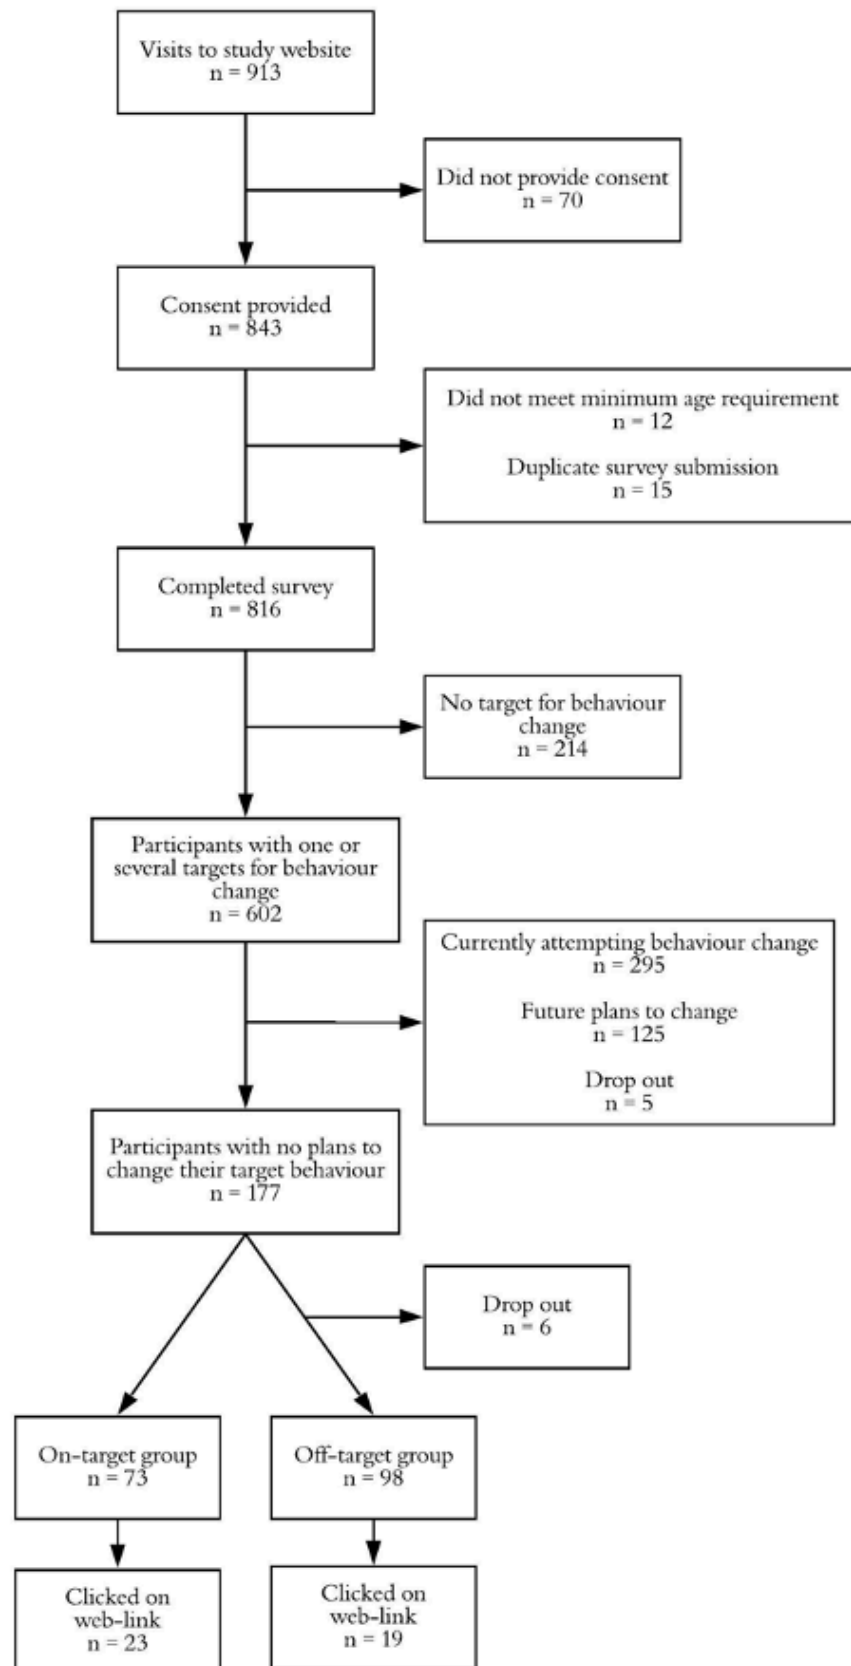 Visits to study website
n = 913
Did not provide consent
n = 70
Consent provided
n = 843
Did not meet minimum age requirement
n = 12
Duplicate survey submission
n = 15
Completed survey
n = 816
No target for behaviour
change
n = 214
Participants with one or
several targets for behaviour
change
n = 602
Currently attempting behaviour change
n = 295
Future plans to change
n = 125
Drop out
n = 5
Participants with no plans to
change their target behaviour
n = 177
Drop out
n = 6
On-target group
n = 73
Off-target group
n = 98
Clicked on
web-link
n = 23
Clicked on
web-link
n = 19